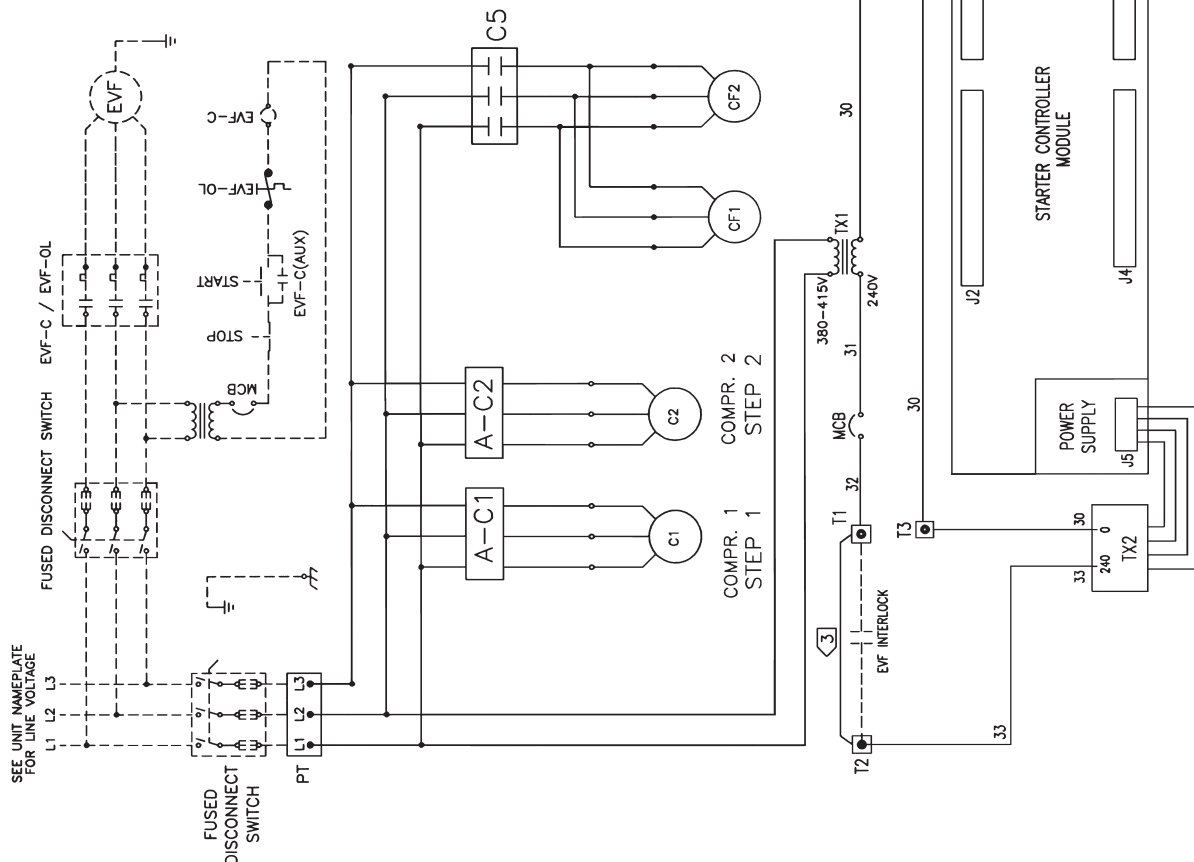 SEE UNIT NAMEPLATE
FOR LINE VOLTAGE
L1
L2
L3
FUSED DISCONNECT SWITCH
EVF-C / EVF-OL
EVF
MCB
STOP
START
EVF-C(AUX)
EVF-OL
EVF-C
FUSED
DISCONNECT
SWITCH
PT
L1
L2
L3
A-C1
C1
COMPR. 1
STEP 1
A-C2
C2
COMPR. 2
STEP 2
C5
CF1
CF2
380-415V
TX1
240V
31
30
MCB
32
T1
3
EVF INTERLOCK
T2
33
T3
30
33
240
30
0
TX2
POWER
SUPPLY
J5
J2
J4
STARTER CONTROLLER
MODULE